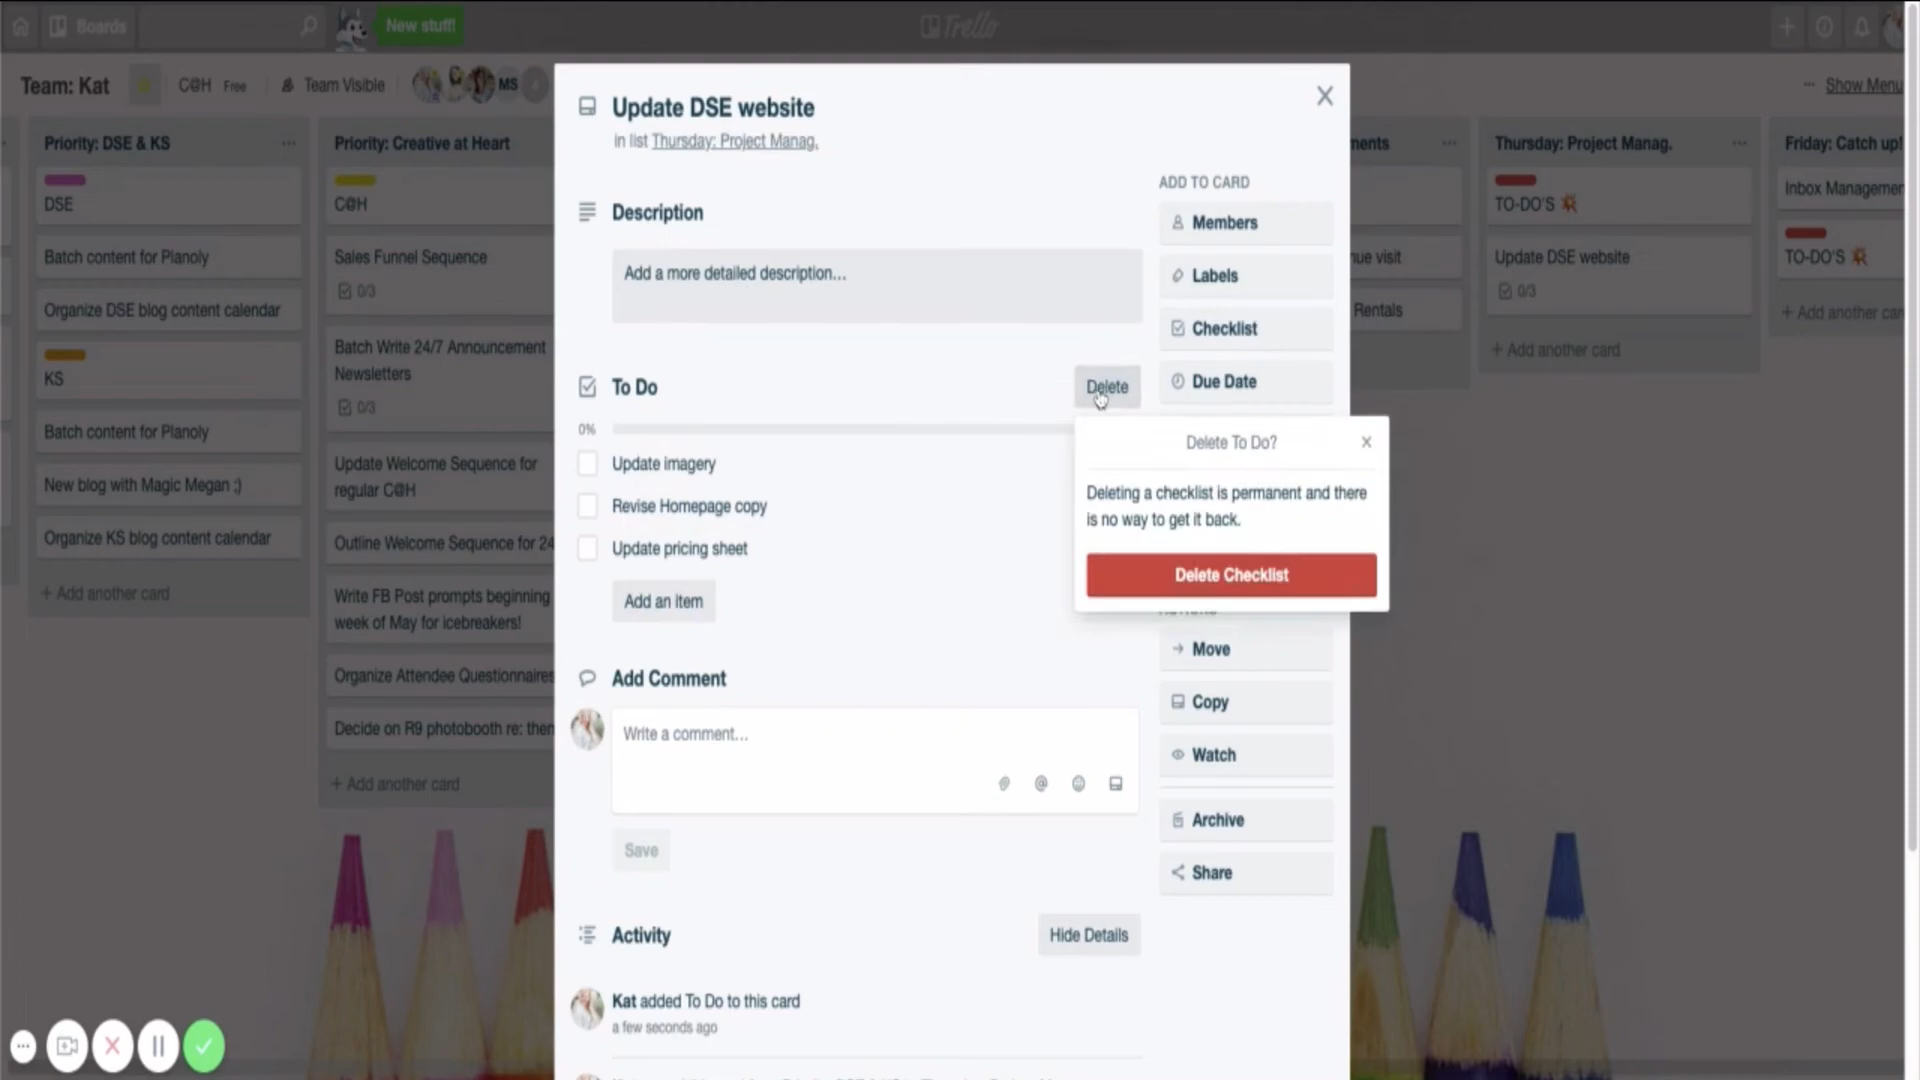 Boards
New stuff!
Trello
Team: Kat
C@H Free
Team Visible
MS
Show Menu
Priority: DSE & KS
DSE
Batch content for Planoly
Organize DSE blog content calendar
KS
Batch content for Planoly
New blog with Magic Megan ;)
Organize KS blog content calendar
+ Add another card
Priority: Creative at Heart
C@H
Sales Funnel Sequence
0/3
Batch Write 24/7 Announcement
Newsletters
0/3
Update Welcome Sequence for
regular C@H
Outline Welcome Sequence for 24
Write FB Post prompts beginning
week of May for icebreakers!
Organize Attendee Questionnaires
Decide on R9 photobooth re: then
+ Add another card
Update DSE website
in list Thursday: Project Manag.
Description
Add a more detailed description...
To Do
Delete
0%
Update imagery
Revise Homepage copy
Update pricing sheet
Add an item
Add Comment
Write a comment...
@
Save
Activity
Hide Details
Kat added To Do to this card
a few seconds ago
ADD TO CARD
Members
Labels
Checklist
Due Date
Delete To Do?
Deleting a checklist is permanent and there
is no way to get it back.
Delete Checklist
Move
Copy
Watch
Archive
Share
nents
nue visit
Rentals
Thursday: Project Manag.
TO-DO'S
Update DSE website
0/3
+ Add another card
Friday: Catch up!
Inbox Managemen
TO-DO'S
+ Add another car